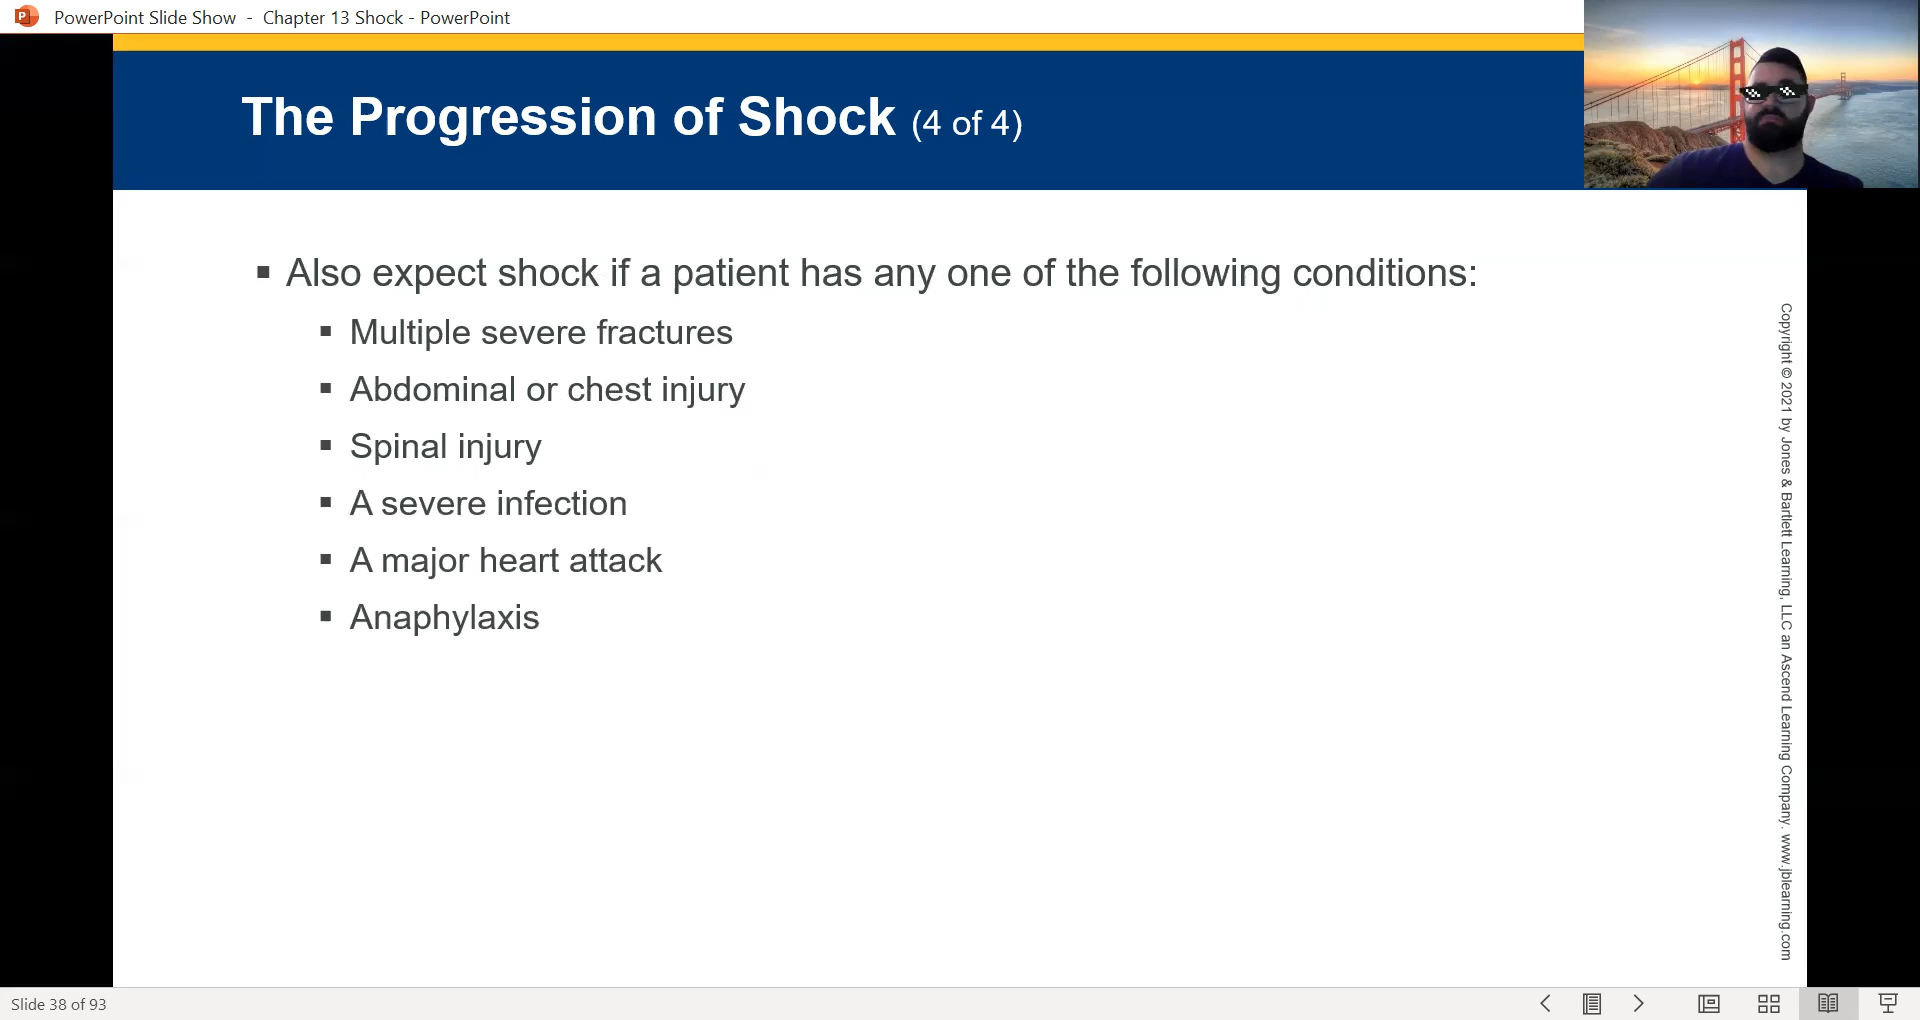 PowerPoint Slide Show - Chapter 13 Shock - PowerPoint
The Progression of Shock (4 of 4)
▪ Also expect shock if a patient has any one of the following conditions:
▪ Multiple severe fractures
▪ Abdominal or chest injury
▪ Spinal injury
▪ A severe infection
▪ A major heart attack
▪ Anaphylaxis
Copyright © 2021 by Jones & Bartlett Learning, LLC an Ascend Learning Company. www.jblearning.com
Slide 38 of 93